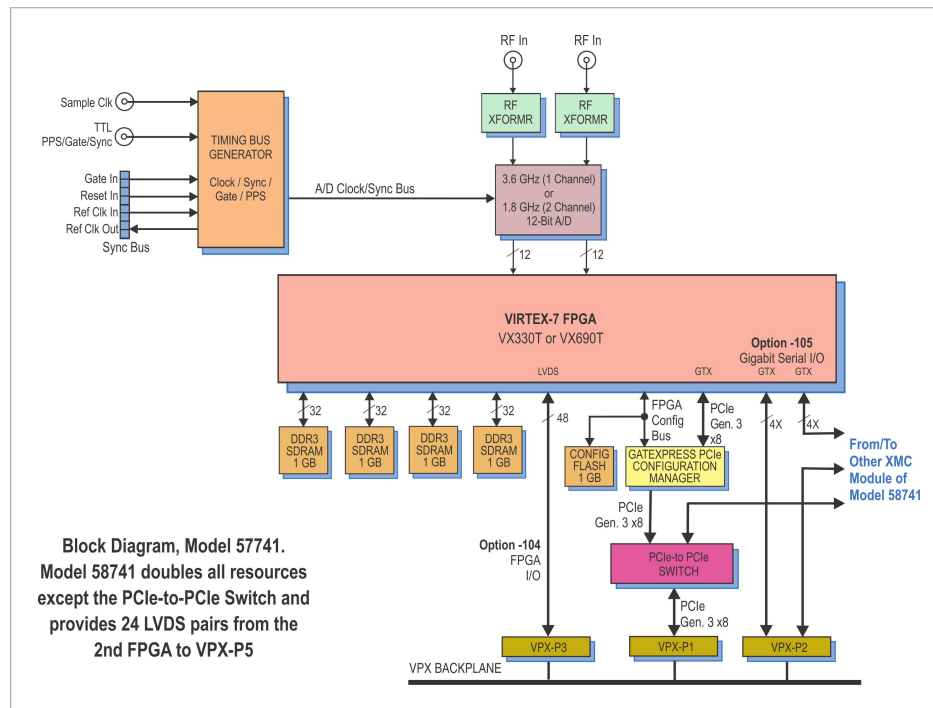 RF In
RF In
Sample Clk
TTL
PPS/Gate/Sync
Gate In
Reset In
Ref Clk In
Ref Clk Out
Sync Bus
TIMING BUS
GENERATOR
Clock / Sync /
Gate / PPS
A/D Clock/Sync Bus
RF
XFORMR
RF
XFORMR
3.6 GHz (1 Channel)
or
1.8 GHz (2 Channel)
12-Bit A/D
12
12
VIRTEX-7 FPGA
VX330T or VX690T
Option -105
Gigabit Serial I/O
LVDS
GTX
GTX
GTX
32
32
32
32
48
FPGA
Config
Bus
PCIe
Gen. 3
x8
4X
4X
DDR3
SDRAM
1 GB
DDR3
SDRAM
1 GB
DDR3
SDRAM
1 GB
DDR3
SDRAM
1 GB
CONFIG
FLASH
1 GB
GATEXPRESS PCIe
CONFIGURATION
MANAGER
From/To
Other XMC
Module of
Model 58741
PCIe
Gen. 3 x8
Option -104
FPGA
I/O
PCIe-to PCIe
SWITCH
PCIe
Gen. 3 x8
Block Diagram, Model 57741.
Model 58741 doubles all resources
except the PCIe-to-PCIe Switch and
provides 24 LVDS pairs from the
2nd FPGA to VPX-P5
VPX-P3
VPX-P1
VPX-P2
VPX BACKPLANE